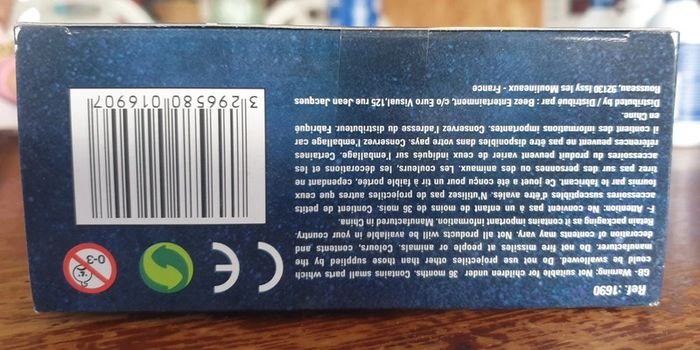 Ref.: 1690
GB- Warning: Not suitable for children under 36 months. Contains small parts which
could be swallowed. Do not use projectiles other than those supplied by the
manufacturer. Do not fire missiles at people or animals. Colours, contents and
decoration of contents may vary. Not all products will be available in your country.
Retain packaging as it contains important information. Manufactured in China
F- Attention: Ne convient pas à un enfant de moins de 36 mois. Contient de petits
accessoires susceptibles d'être avalés. N'utilisez pas de projectiles autres que ceux
fournis par le fabricant. Ce jouet a été conçu pour un tir à faible portée, cependant ne
tirez pas sur des personnes ou des animaux. Les couleurs, les décorations et les
accessoires du produit peuvent varier de ceux indiqués sur l'emballage. Certaines
références peuvent ne pas être disponibles dans votre pays. Conservez l'emballage car
il contient des informations importantes. Conservez l'adresse du distributeur. Fabriqué
en Chine.
Distributed by / Distribué par : Beez Entertainment, c/o Euro Visual,125 rue Jean Jacques
Rousseau, 92130 Issy les Moulineaux - France
0-3
CE
3 296580 016907